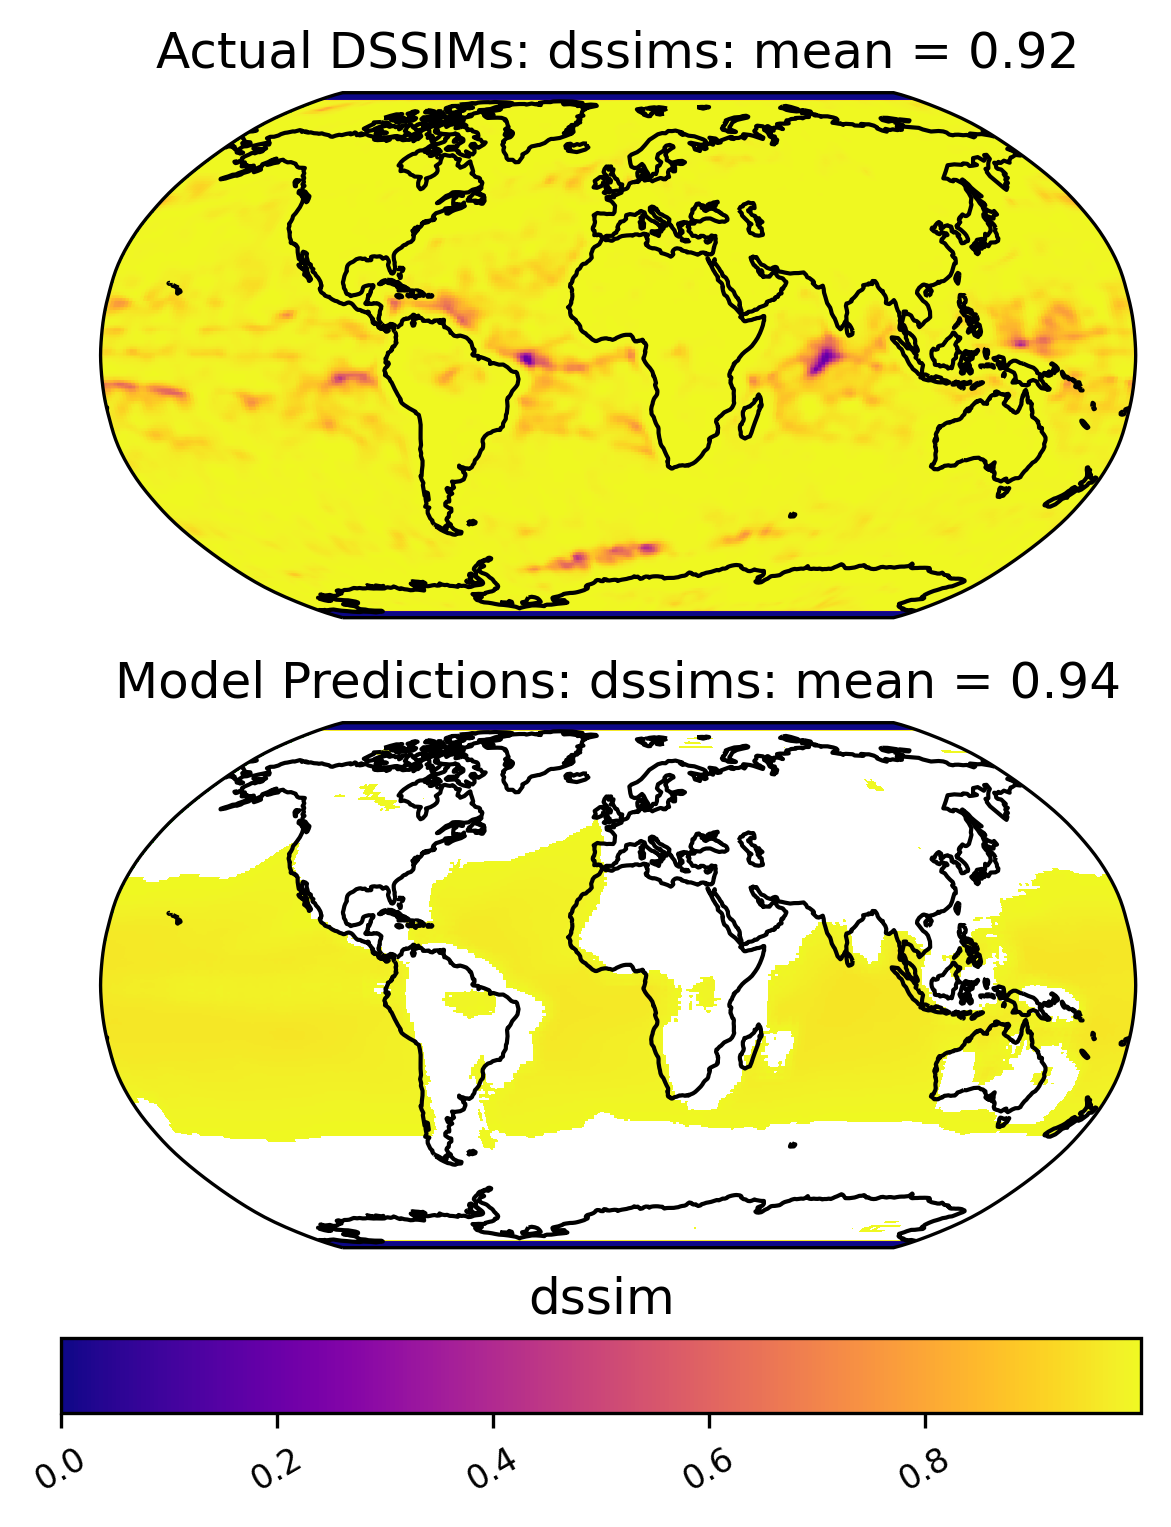 Actual DSSIMs: dssims: mean = 0.92
Model Predictions: dssims: mean = 0.94
dssim
0.0 0.2 0.4 0.6 0.8